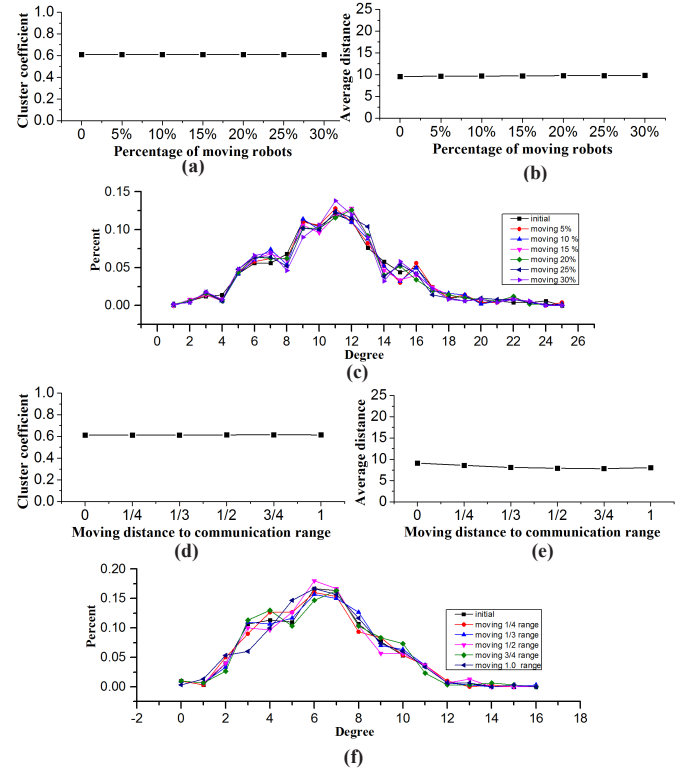 Cluster coefficient
1.0
0.8
0.6
0.4
0.2
0.0
0 5% 10% 15% 20% 25% 30%
Percentage of moving robots
(a)
Average distance
25
20
15
10
5
0
0 5% 10% 15% 20% 25% 30%
Percentage of moving robots
(b)
Percent
0.15
0.10
0.05
0.00
initial
moving 5%
moving 10 %
moving 15 %
moving 20%
moving 25%
moving 30%
0 2 4 6 8 10 12 14 16 18 20 22 24 26
Degree
(c)
Cluster coefficient
1.0
0.8
0.6
0.4
0.2
0.0
0 1/4 1/3 1/2 3/4 1
Moving distance to communication range
(d)
Average distance
25
20
15
10
5
0
0 1/4 1/3 1/2 3/4 1
Moving distance to communication range
(e)
Percent
0.20
0.15
0.10
0.05
0.00
initial
moving 1/4 range
moving 1/3 range
moving 1/2 range
moving 3/4 range
moving 1.0 range
-2 0 2 4 6 8 10 12 14 16 18
Degree
(f)